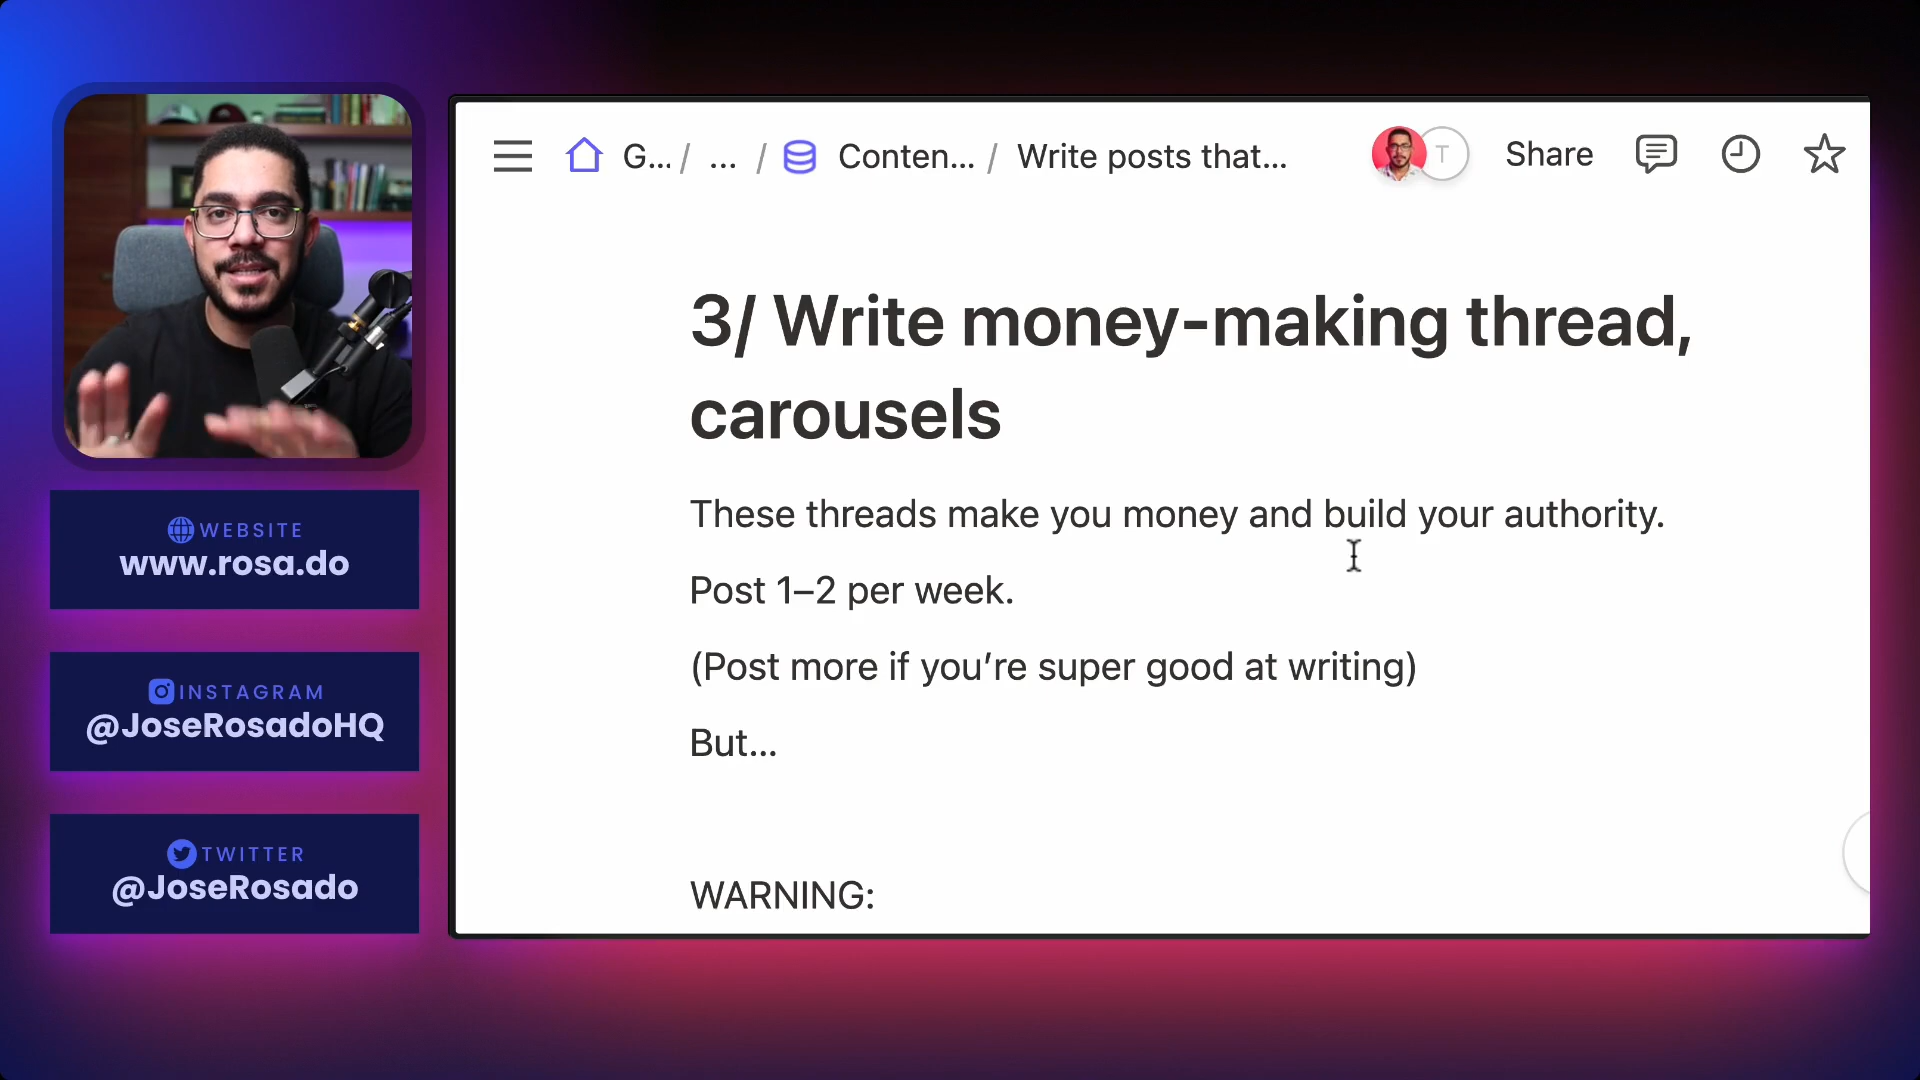 WEBSITE
www.rosa.do
INSTAGRAM
@JoseRosadoHQ
TWITTER
@JoseRosado
G... / ... / Conten... / Write posts that... T Share
3/ Write money-making thread,
carousels
These threads make you money and build your authority.
Post 1–2 per week.
(Post more if you’re super good at writing)
But...
WARNING: